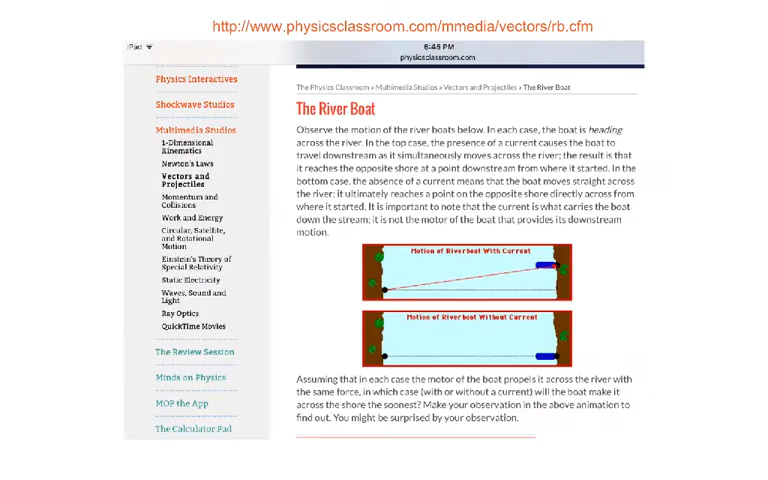 http://www.physicsclassroom.com/mmedia/vectors/rb.cfm
iPad
6:45 PM
physicsclassroom.com
Physics Interactives
Shockwave Studios
Multimedia Studios
1-Dimensional
Kinematics
Newton's Laws
Vectors and
Projectiles
Momentum and
Collisions
Work and Energy
Circular, Satellite,
and Rotational
Motion
Einstein's Theory of
Special Relativity
Static Electricity
Waves, Sound and
Light
Ray Optics
QuickTime Movies
The Review Session
Minds on Physics
MOP the App
The Calculator Pad
The Physics Classroom » Multimedia Studios » Vectors and Projectiles » The River Boat
The River Boat
Observe the motion of the river boats below. In each case, the boat is heading
across the river. In the top case, the presence of a current causes the boat to
travel downstream as it simultaneously moves across the river; the result is that
it reaches the opposite shore at a point downstream from where it started. In the
bottom case, the absence of a current means that the boat moves straight across
the river; it ultimately reaches a point on the opposite shore directly across from
where it started. It is important to note that the current is what carries the boat
down the stream; it is not the motor of the boat that provides its downstream
motion.
Motion of Riverboat With Current
Motion of Riverboat Without Current
Assuming that in each case the motor of the boat propels it across the river with
the same force, in which case (with or without a current) will the boat make it
across the shore the soonest? Make your observation in the above animation to
find out. You might be surprised by your observation.